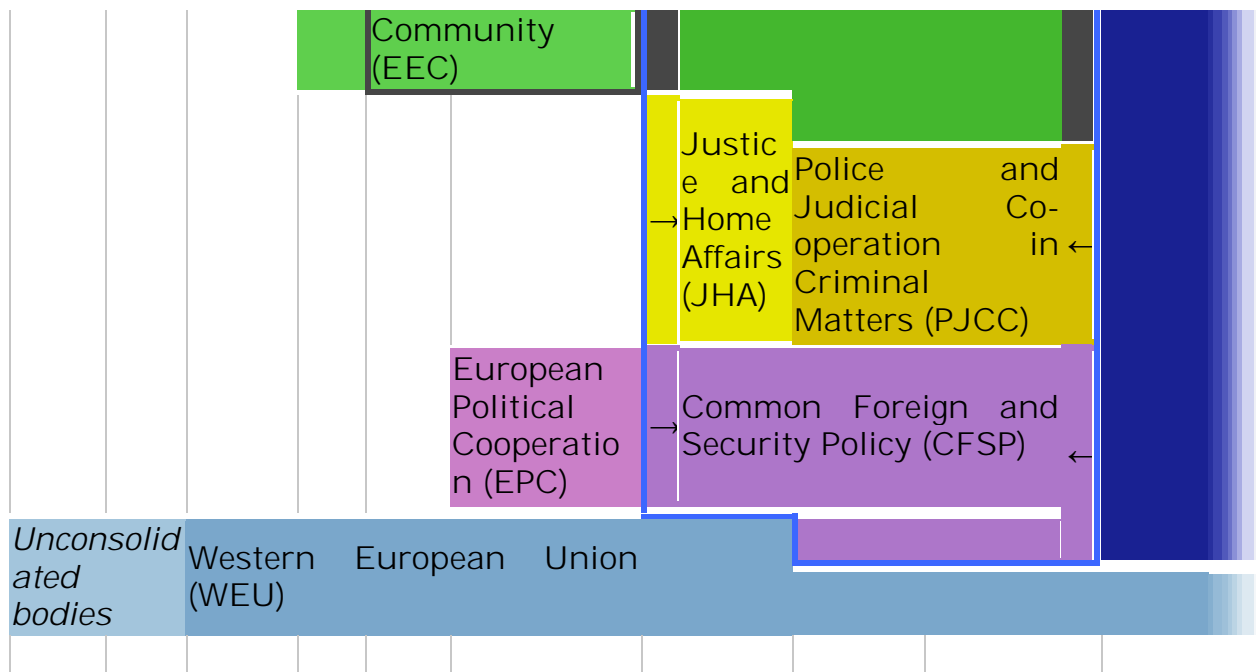 Community
(EEC)
Justic
e and
Home
Affairs
(JHA)
→
Police and
Judicial Co-
operation in
Criminal
Matters (PJCC)
←
European
Political
Cooperatio
n (EPC)
→
Common Foreign and
Security Policy (CFSP)
←
Unconsolid
ated
bodies
Western European Union
(WEU)